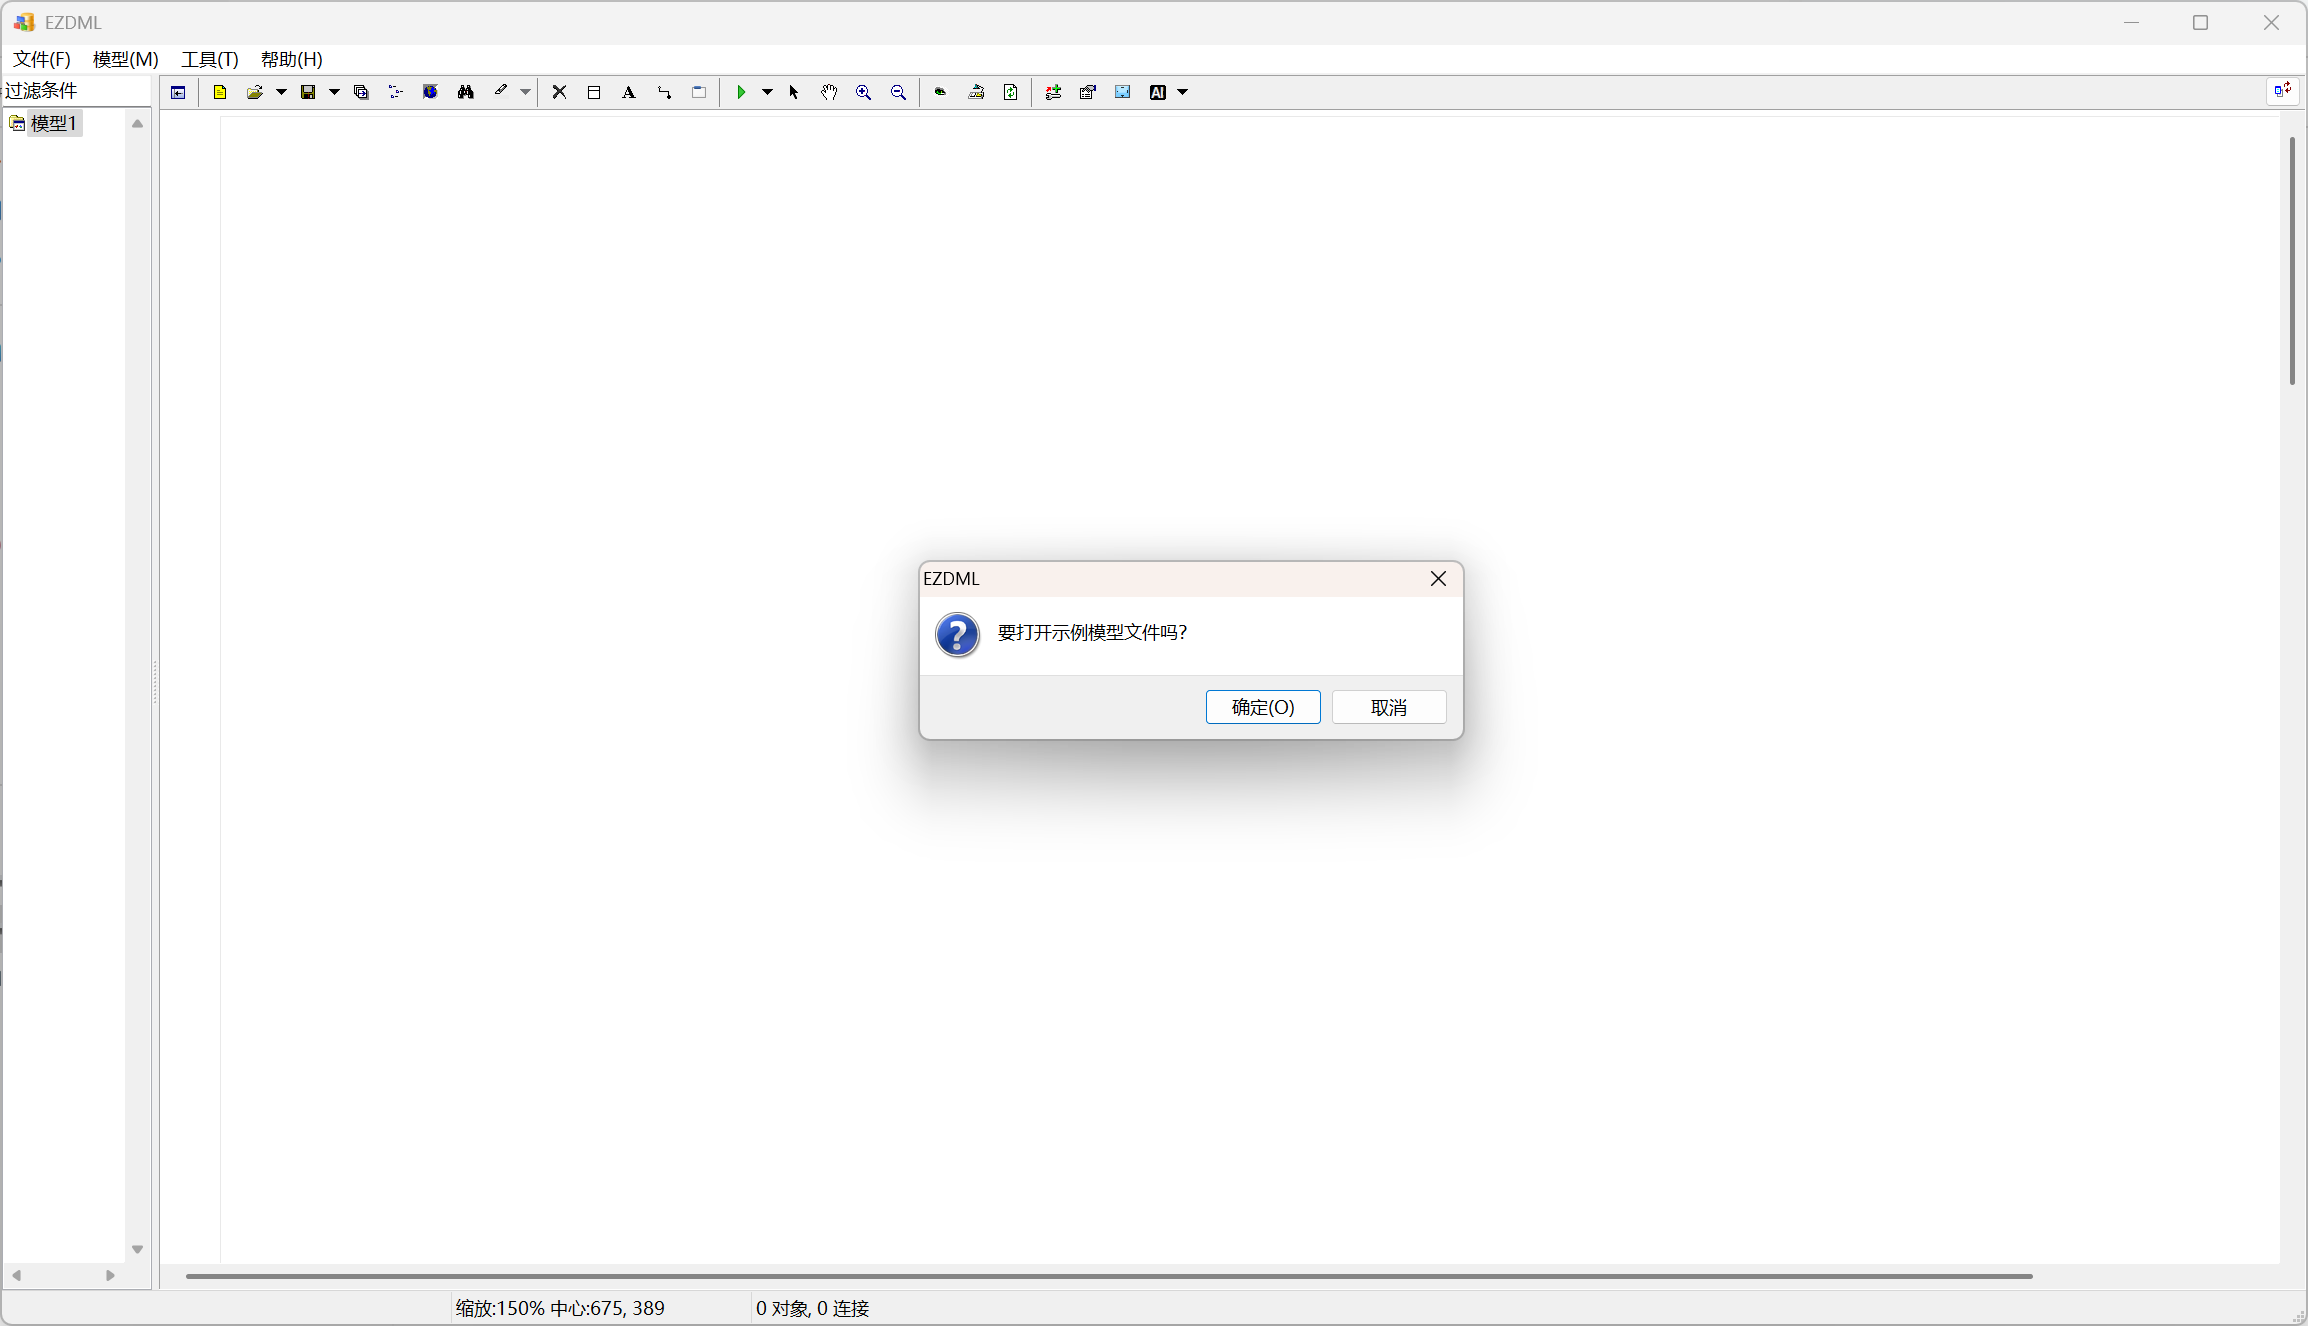 EZDML
文件(F) 模型(M) 工具(T) 帮助(H)
过滤条件
A
AI
模型1
EZDML
要打开示例模型文件吗?
确定(O) 取消
缩放:150% 中心:675, 389 0 对象, 0 连接